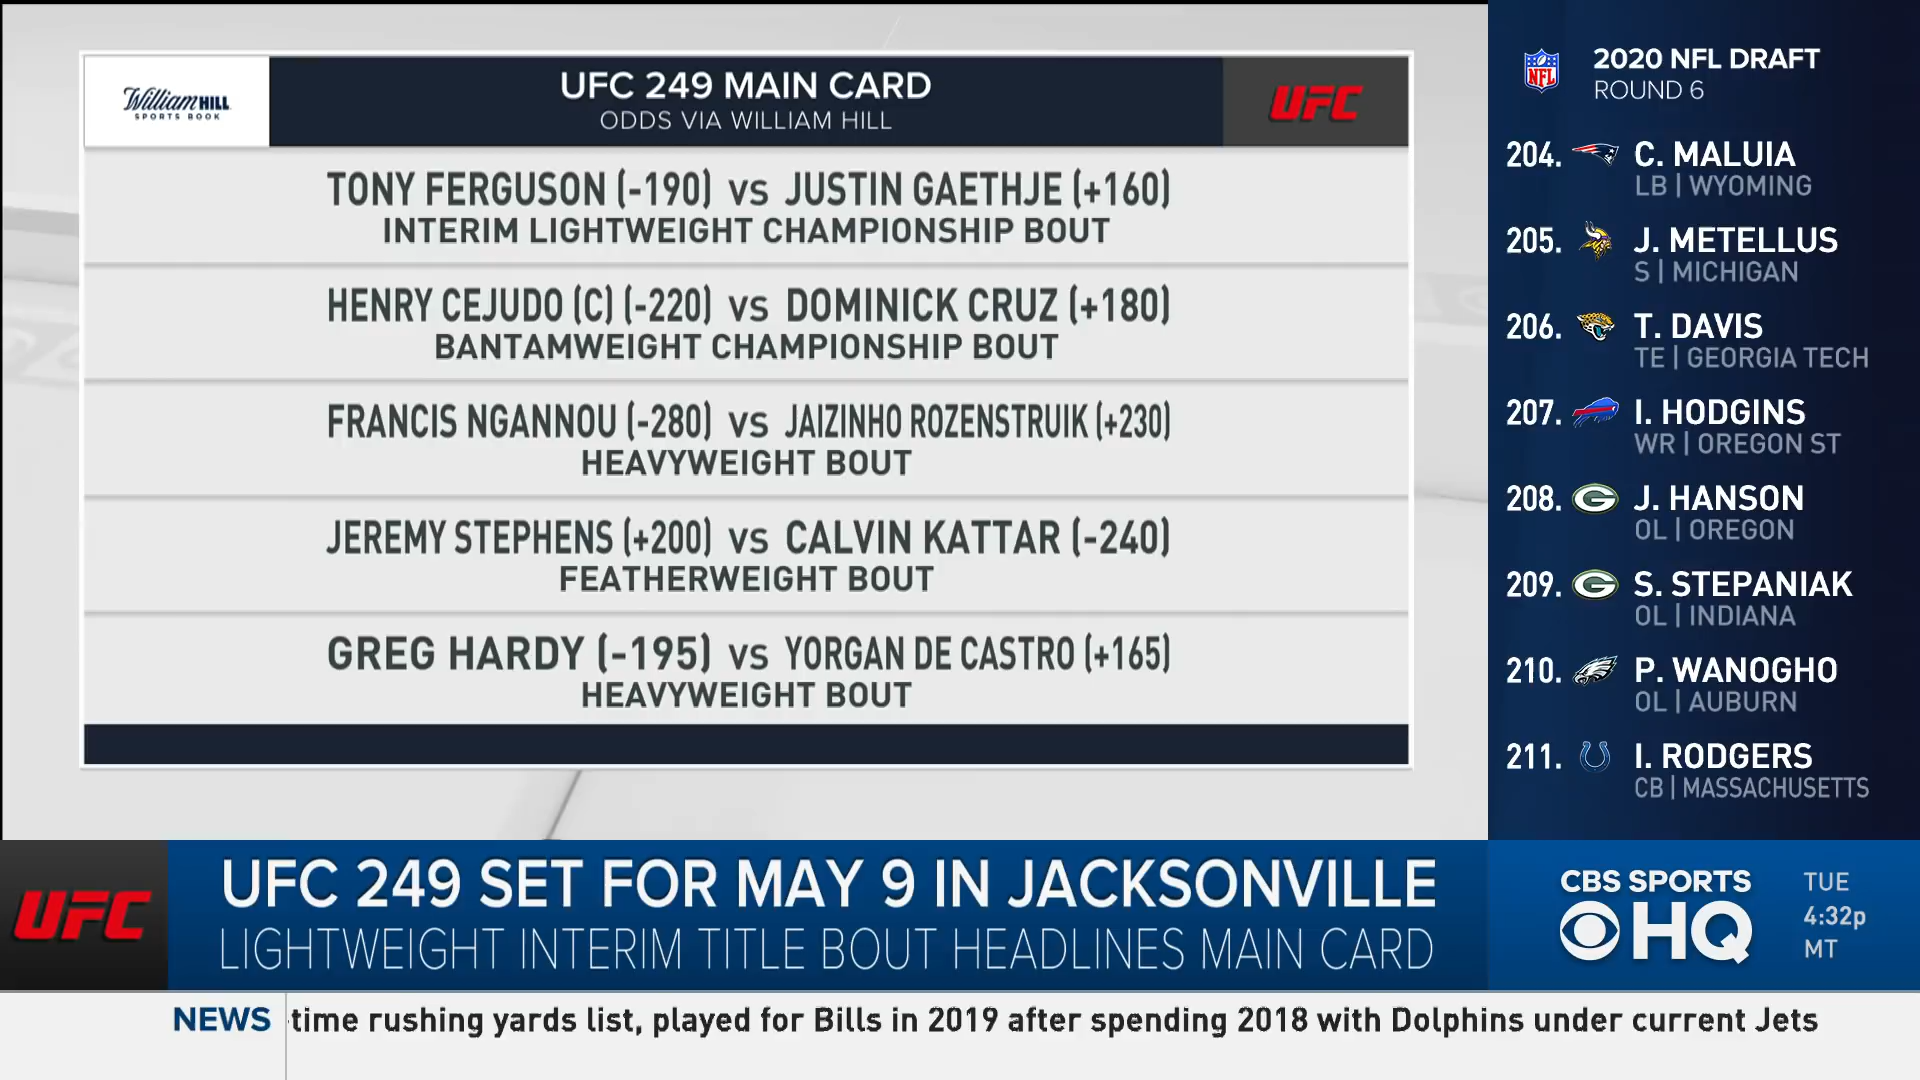 William HILL
SPORTS BOOK
UFC 249 MAIN CARD
ODDS VIA WILLIAM HILL
UFC
TONY FERGUSON (-190) vs JUSTIN GAETHJE (+160)
INTERIM LIGHTWEIGHT CHAMPIONSHIP BOUT
HENRY CEJUDO (C) (-220) vs DOMINICK CRUZ (+180)
BANTAMWEIGHT CHAMPIONSHIP BOUT
FRANCIS NGANNOU (-280) vs JAIZINHO ROZENSTRUIK (+230)
HEAVYWEIGHT BOUT
JEREMY STEPHENS (+200) vs CALVIN KATTAR (-240)
FEATHERWEIGHT BOUT
GREG HARDY (-195) vs YORGAN DE CASTRO (+165)
HEAVYWEIGHT BOUT
NFL
2020 NFL DRAFT
ROUND 6
204. C. MALUIA
LB | WYOMING
205. J. METELLUS
S | MICHIGAN
206. T. DAVIS
TE | GEORGIA TECH
207. I. HODGINS
WR | OREGON ST
208. G J. HANSON
OL | OREGON
209. G S. STEPANIAK
OL | INDIANA
210. P. WANOGHO
OL | AUBURN
211. I. RODGERS
CB | MASSACHUSETTS
UFC
UFC 249 SET FOR MAY 9 IN JACKSONVILLE
LIGHTWEIGHT INTERIM TITLE BOUT HEADLINES MAIN CARD
CBS SPORTS
HQ
TUE
4:32p
MT
NEWS
-time rushing yards list, played for Bills in 2019 after spending 2018 with Dolphins under current Jets